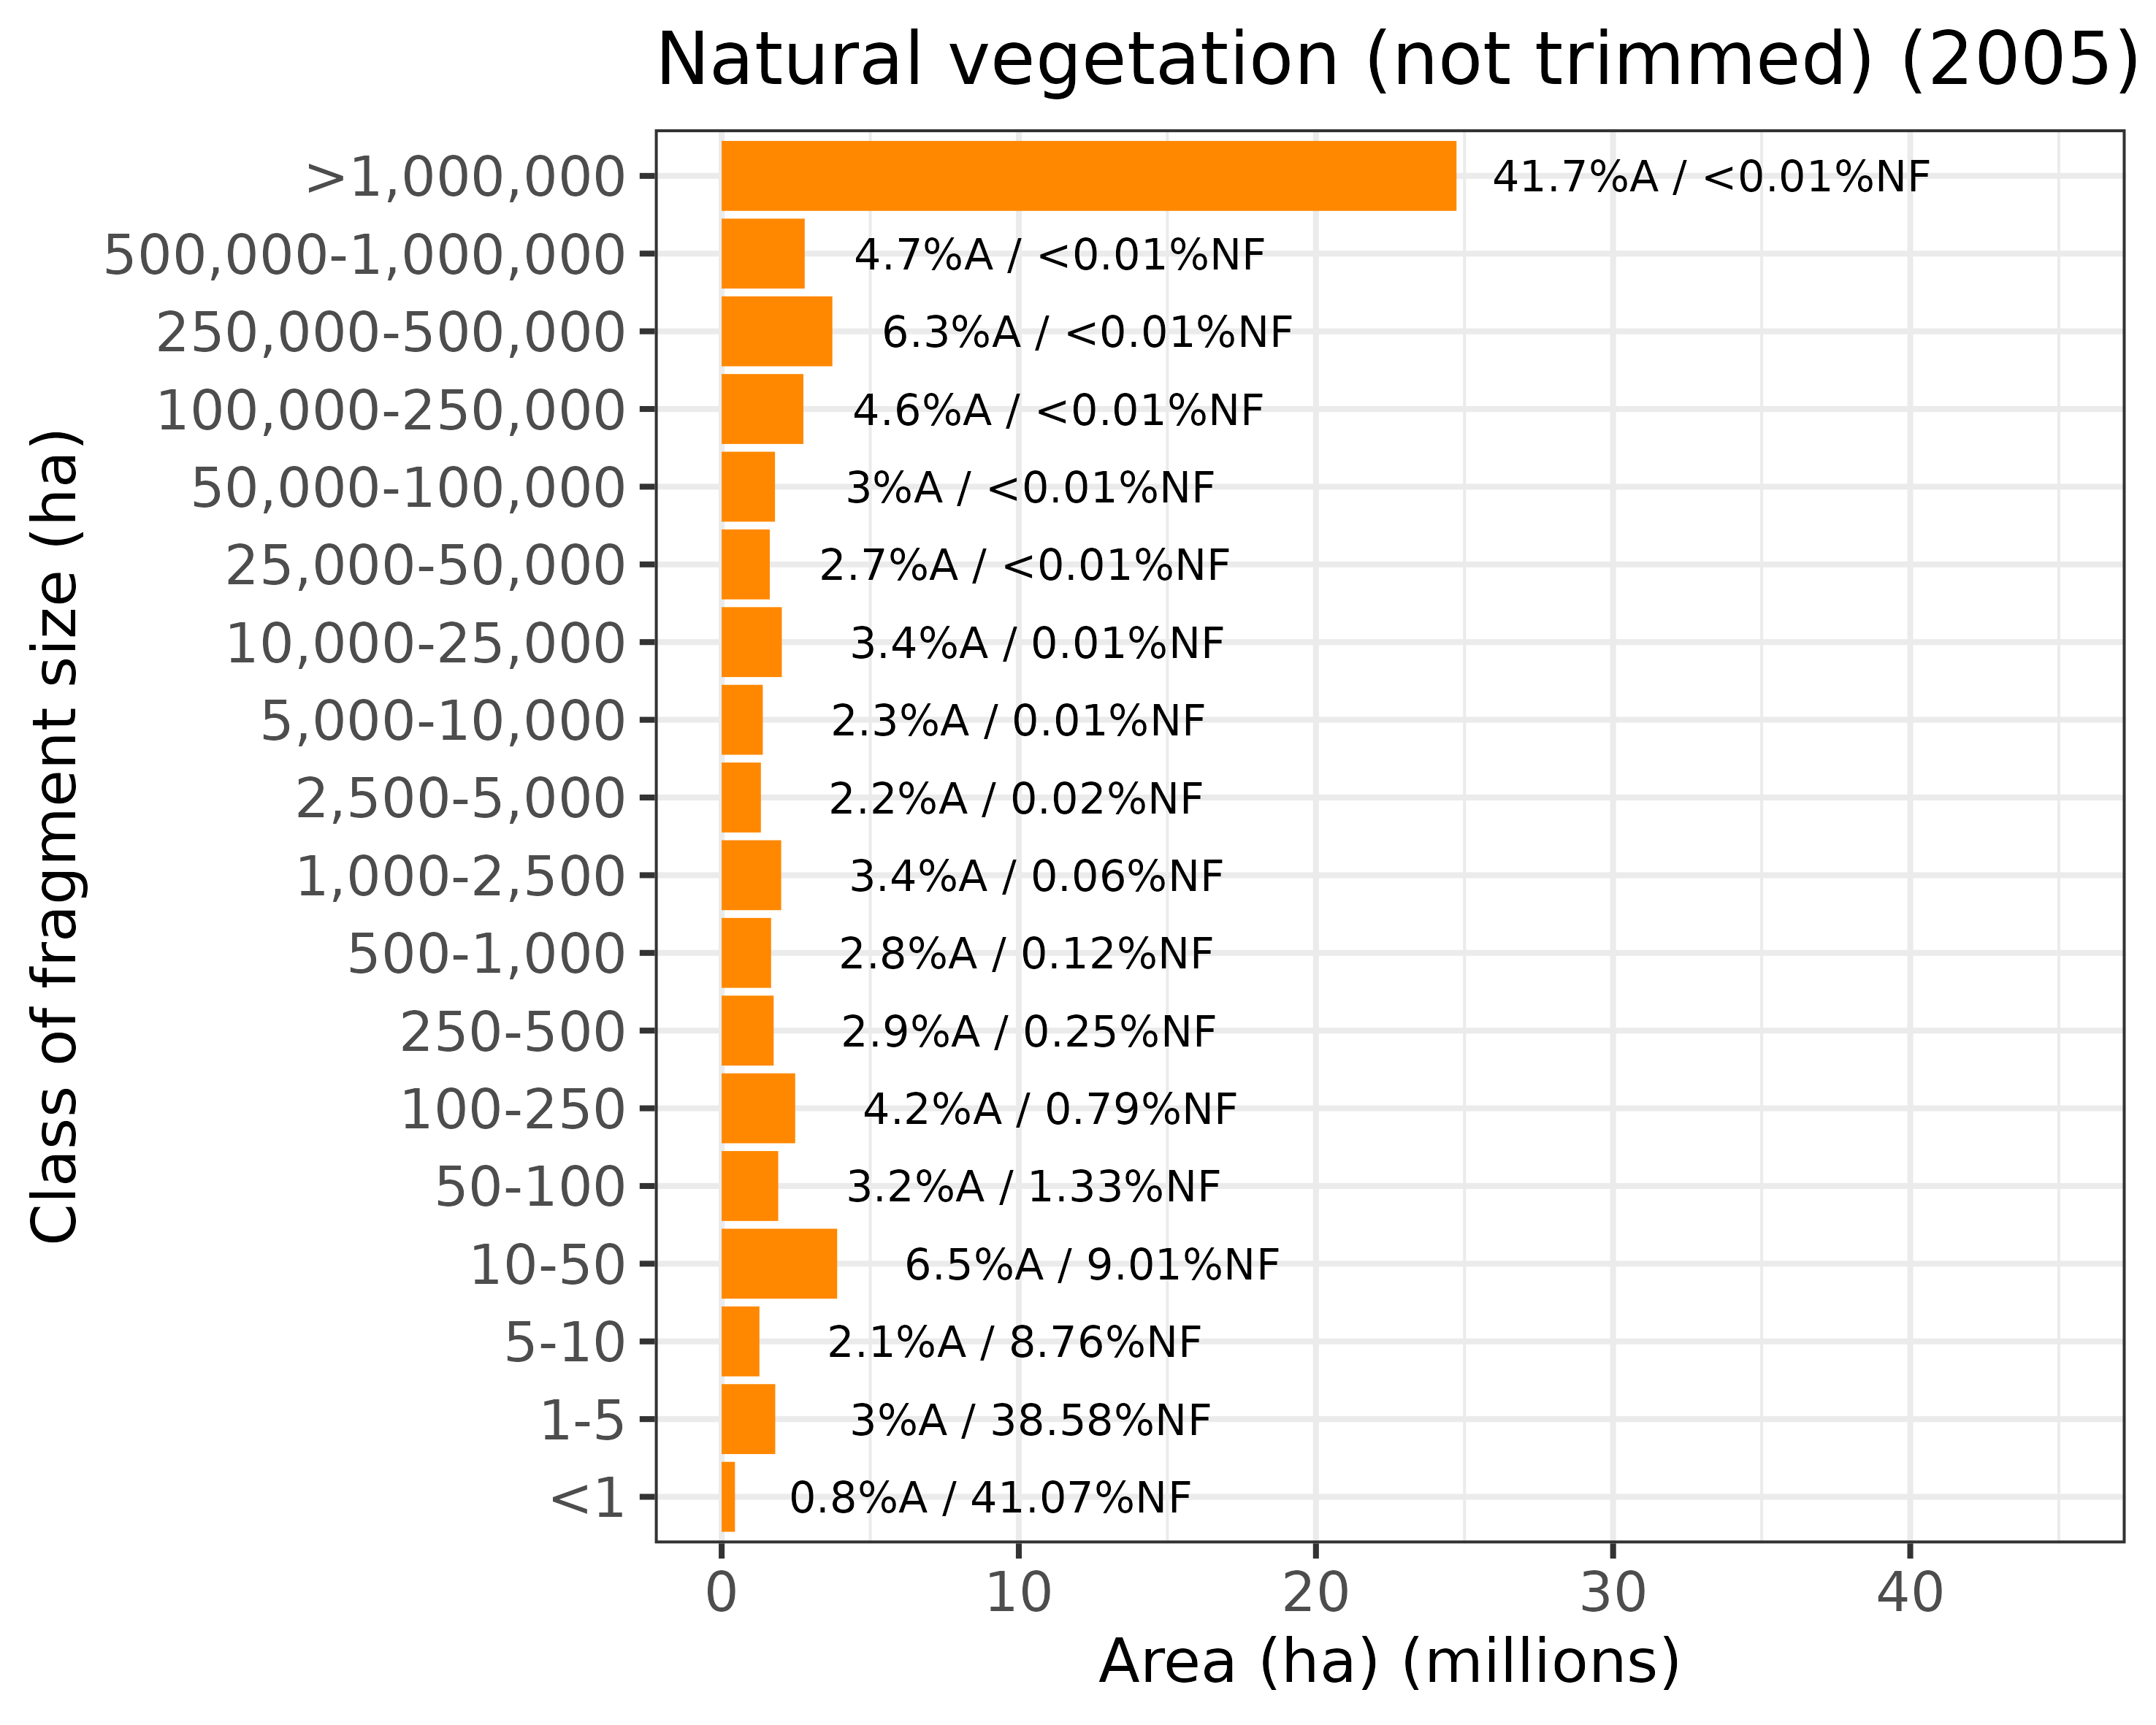 Natural vegetation (not trimmed) (2005)
Class of fragment size (ha)
>1,000,000 41.7%A / <0.01%NF
500,000-1,000,000 4.7%A / <0.01%NF
250,000-500,000 6.3%A / <0.01%NF
100,000-250,000 4.6%A / <0.01%NF
50,000-100,000 3%A / <0.01%NF
25,000-50,000 2.7%A / <0.01%NF
10,000-25,000 3.4%A / 0.01%NF
5,000-10,000 2.3%A / 0.01%NF
2,500-5,000 2.2%A / 0.02%NF
1,000-2,500 3.4%A / 0.06%NF
500-1,000 2.8%A / 0.12%NF
250-500 2.9%A / 0.25%NF
100-250 4.2%A / 0.79%NF
50-100 3.2%A / 1.33%NF
10-50 6.5%A / 9.01%NF
5-10 2.1%A / 8.76%NF
1-5 3%A / 38.58%NF
<1 0.8%A / 41.07%NF
0 10 20 30 40
Area (ha) (millions)